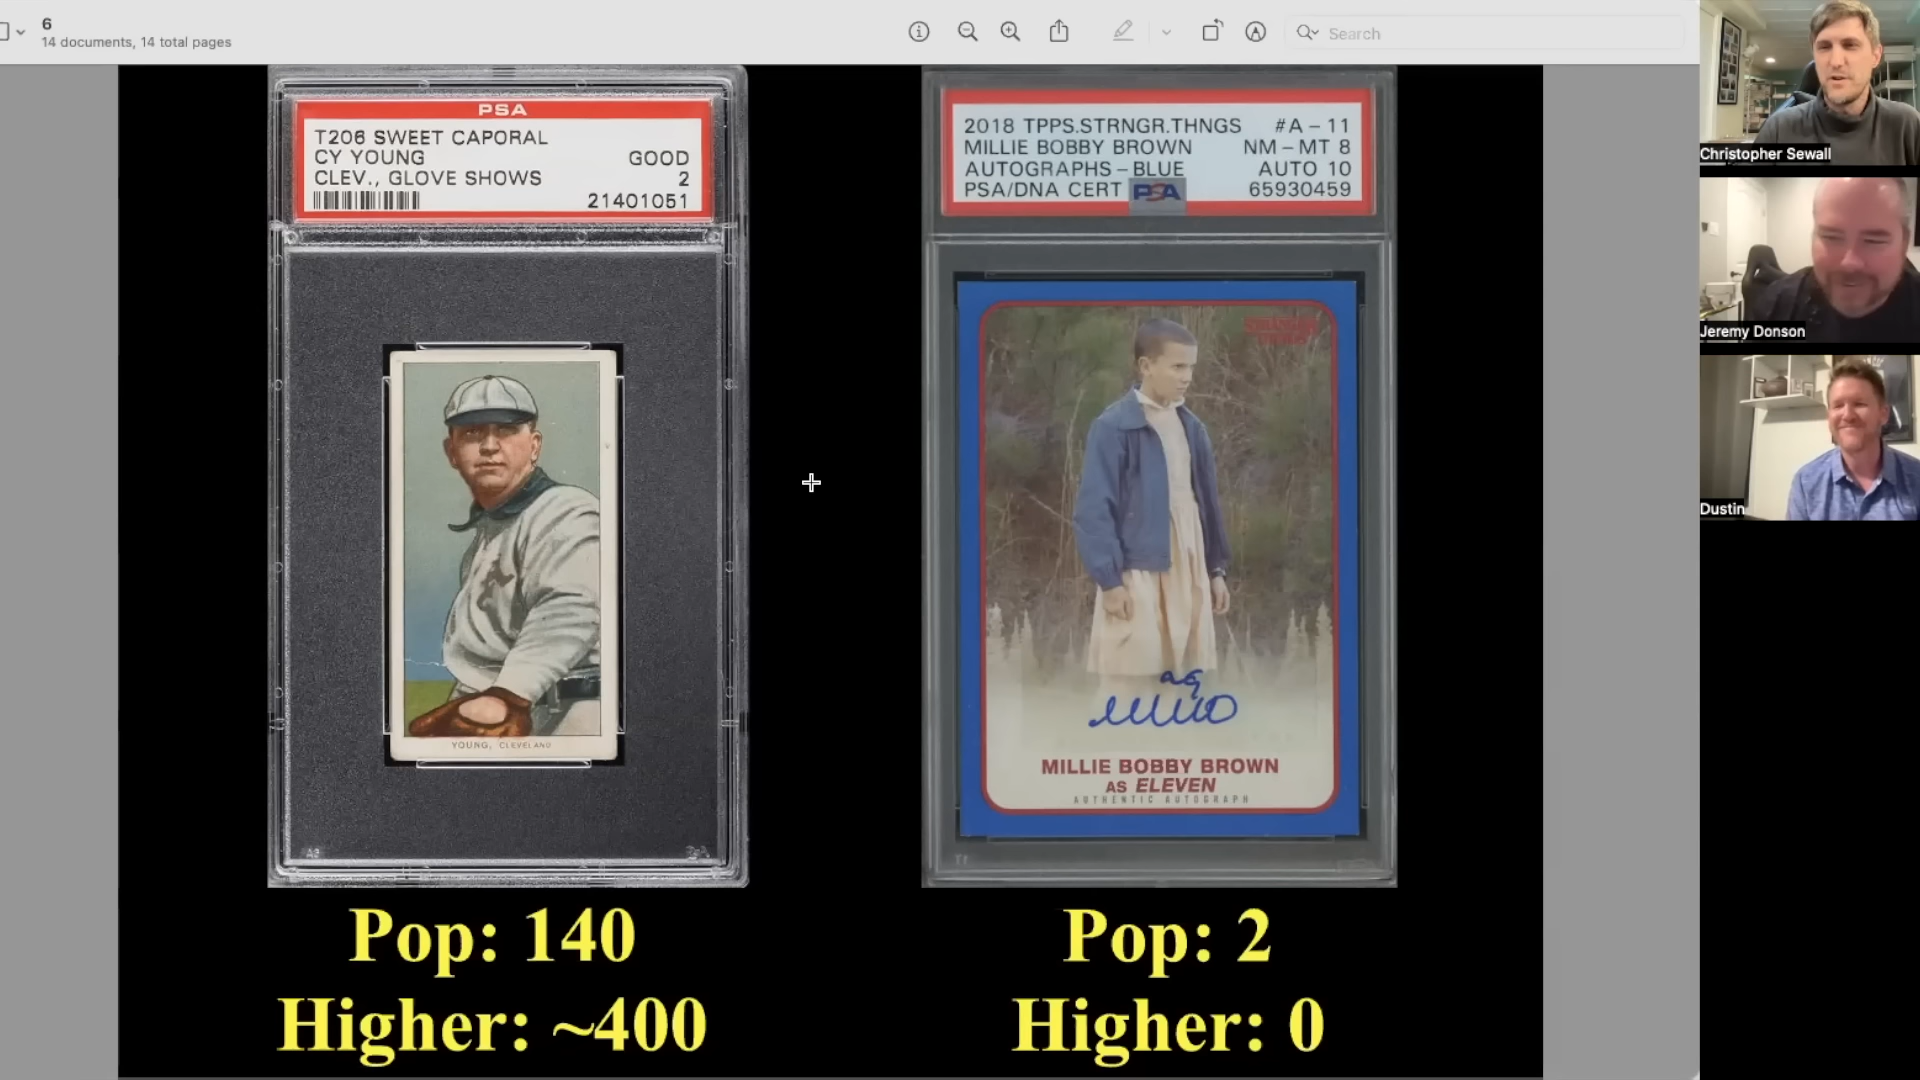 6
14 documents, 14 total pages
Search
PSA
T206 SWEET CAPORAL
CY YOUNG GOOD
CLEV., GLOVE SHOWS 2
21401051
YOUNG, CLEVELAND
Pop: 140
Higher: ~400
2018 TPPS.STRNGR.THNGS #A-11
MILLIE BOBBY BROWN NM-MT 8
AUTOGRAPHS-BLUE AUTO 10
PSA/DNA CERT PSA 65930459
MILLIE BOBBY BROWN
AS ELEVEN
AUTHENTIC AUTOGRAPH
Pop: 2
Higher: 0
Christopher Sewall
Jeremy Donson
Dustin